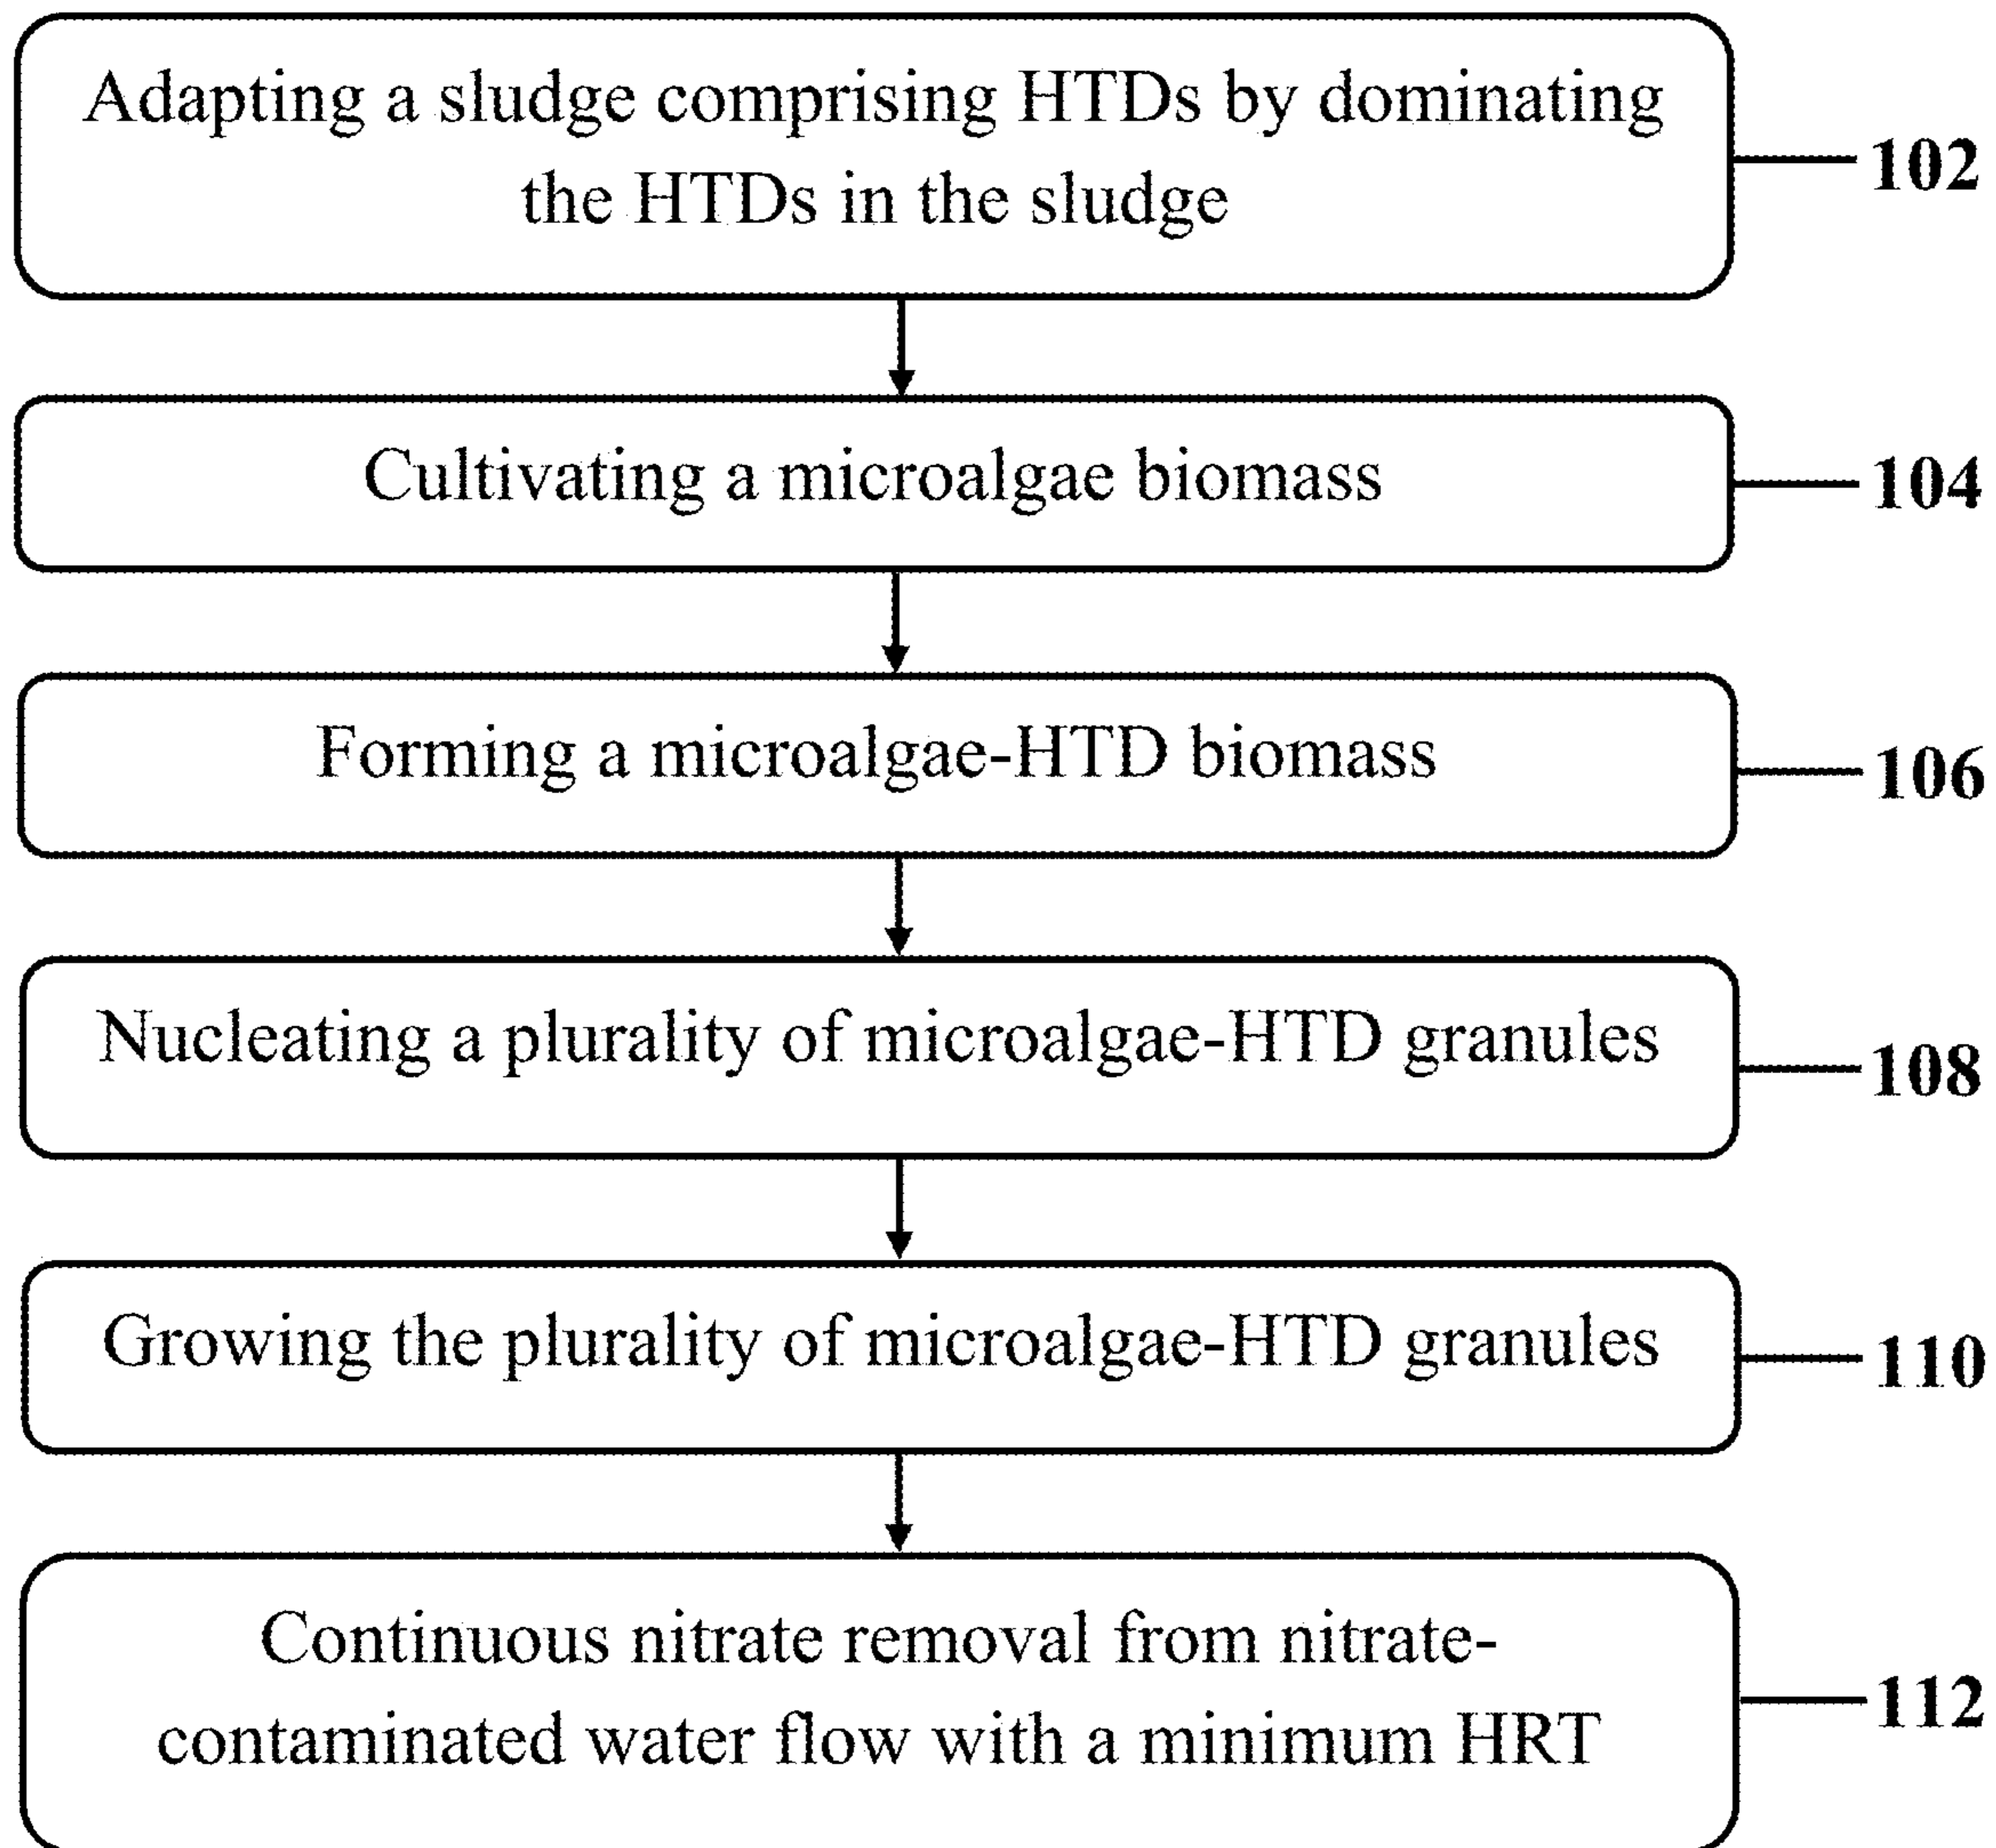 Adapting a sludge comprising HTDs by dominating
the HTDs in the sludge
102
Cultivating a microalgae biomass
104
Forming a microalgae-HTD biomass
106
Nucleating a plurality of microalgae-HTD granules
108
Growing the plurality of microalgae-HTD granules
110
Continuous nitrate removal from nitrate-
contaminated water flow with a minimum HRT
112